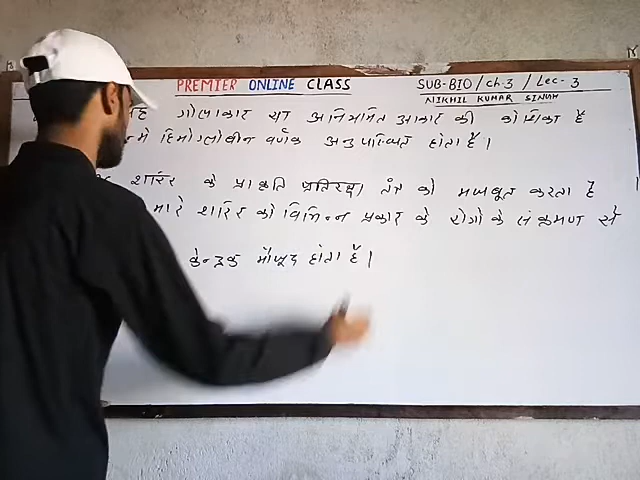 PREMIER ONLINE CLASS
SUB-BIO / Ch-3 / Lec-3
NIKHIL KUMAR SINGH
गोलाकार या अनियमित आकार की कोशिका हैं
हिमोग्लोबीन वर्णक अनुपस्थित होता हैं।
शरिर के प्राकृति प्रतिरक्षा तंत्र को मजबूत करता है
मारे शरिर को विभिन्न प्रकार के रोगो के संक्रमण से
केन्द्रक मौजूद होता हैं।